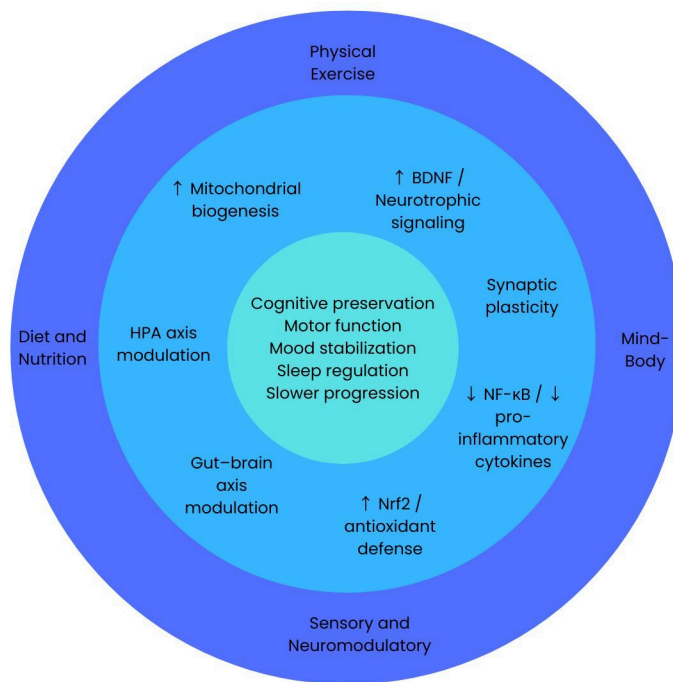 Physical
Exercise
↑ Mitochondrial
biogenesis
↑ BDNF /
Neurotrophic
signaling
Synaptic
plasticity
Cognitive preservation
Motor function
Mood stabilization
Sleep regulation
Slower progression
Diet and
Nutrition
HPA axis
modulation
Mind-
Body
↓ NF-κB / ↓
pro-
inflammatory
cytokines
Gut–brain
axis
modulation
↑ Nrf2 /
antioxidant
defense
Sensory and
Neuromodulatory